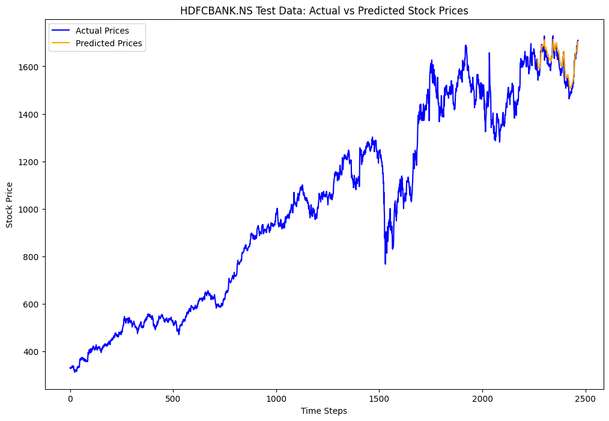 HDFCBANK.NS Test Data: Actual vs Predicted Stock Prices
Actual Prices
Predicted Prices
1600
1400
1200
1000
800
600
400
Stock Price
0 500 1000 1500 2000 2500
Time Steps